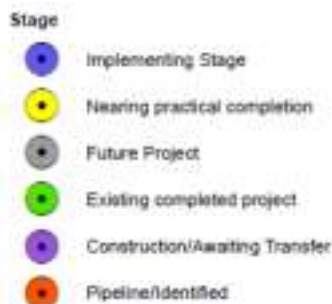 Stage
Implementing Stage
Nearing practical completion
Future Project
Existing completed project
Construction/Awaiting Transfer
Pipeline/Identified